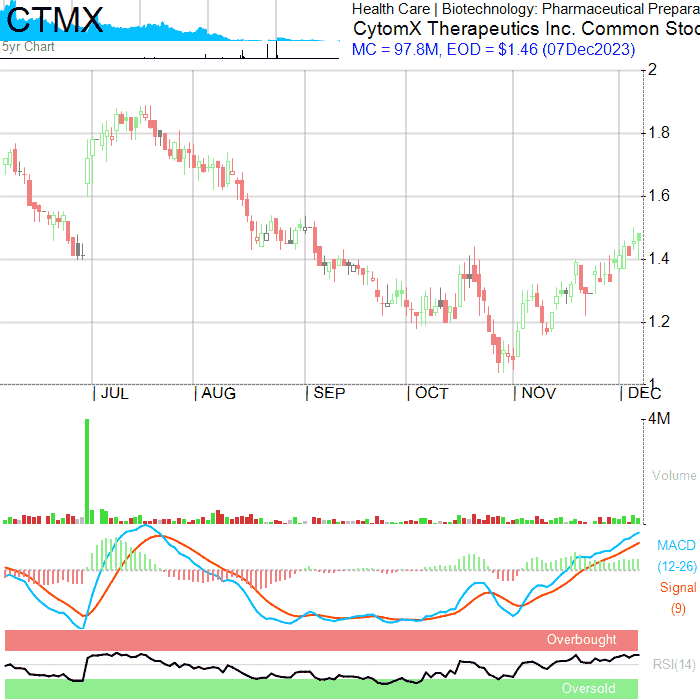 CTMX
5yr Chart
Health Care | Biotechnology: Pharmaceutical Prepara
CytomX Therapeutics Inc. Common Stoc
MC = 97.8M, EOD = $1.46 (07Dec2023)
2
1.8
1.6
1.4
1.2
1
| JUL | AUG | SEP | OCT | NOV | DEC
4M
Volume
MACD
(12-26)
Signal
(9)
Overbought
RSI(14)
Oversold